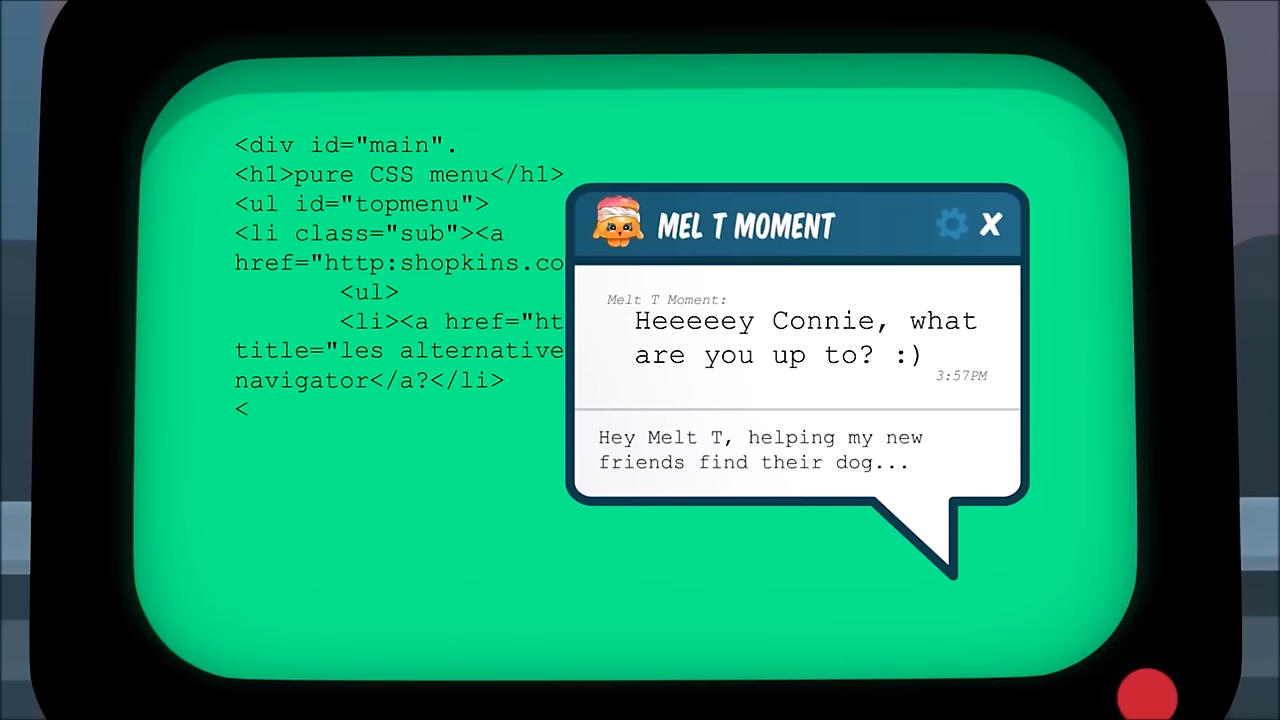 <div id="main".
<h1>pure CSS menu</h1>
<ul id="topmenu">
<li class="sub"><a
href="http:shopkins.co
<ul>
<li><a href="ht
title="les alternative
navigator</a?</li>
<
MEL T MOMENT X
Melt T Moment:
Heeeeey Connie, what
are you up to? :)
3:57PM
Hey Melt T, helping my new
friends find their dog...